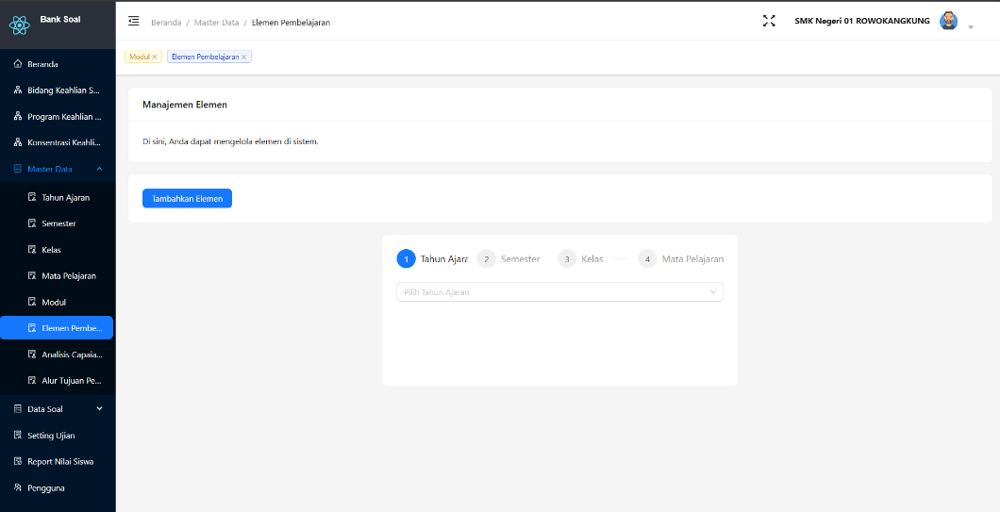 Bank Soal
Beranda
Bidang Keahlian S...
Program Keahlian ...
Konsentrasi Keahli...
Master Data
Tahun Ajaran
Semester
Kelas
Mata Pelajaran
Modul
Elemen Pembe...
Analisis Capaia...
Alur Tujuan Pe...
Data Soal
Setting Ujian
Report Nilai Siswa
Pengguna
Beranda / Master Data / Elemen Pembelajaran
SMK Negeri 01 ROWOKANGKUNG
Modul
Elemen Pembelajaran
Manajemen Elemen
Di sini, Anda dapat mengelola elemen di sistem.
Tambahkan Elemen
1 Tahun Ajara 2 Semester 3 Kelas 4 Mata Pelajaran
Pilih Tahun Ajaran